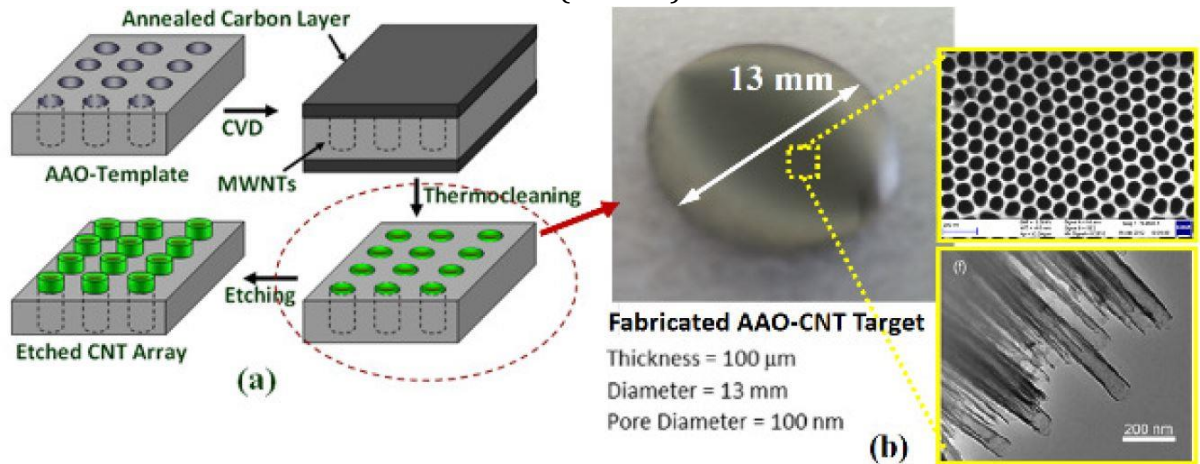 Annealed Carbon Layer
CVD
AAO-Template
MWNTs
Thermocleaning
Etching
Etched CNT Array
(a)
13 mm
Fabricated AAO-CNT Target
Thickness = 100 μm
Diameter = 13 mm
Pore Diameter = 100 nm
(b)
(f)
200 nm